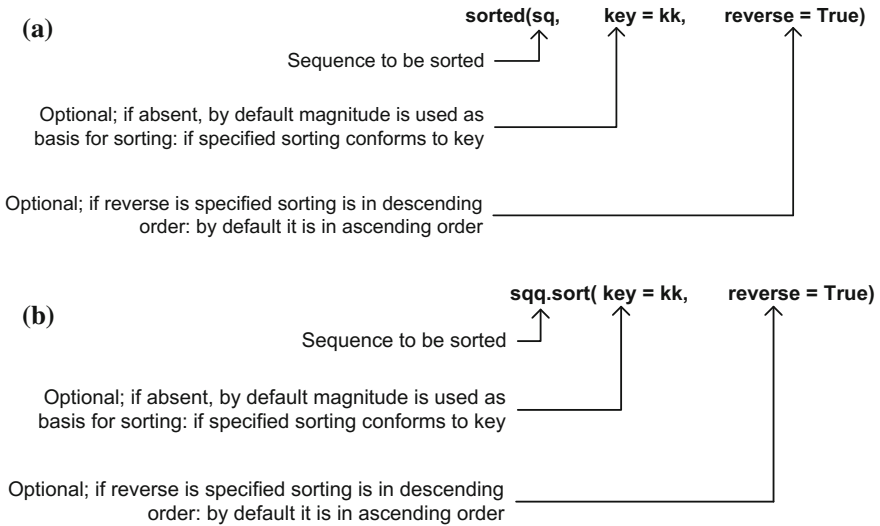 (a)
sorted(sq, key = kk, reverse = True)
Sequence to be sorted
Optional; if absent, by default magnitude is used as
basis for sorting: if specified sorting conforms to key
Optional; if reverse is specified sorting is in descending
order: by default it is in ascending order
(b)
sqq.sort( key = kk, reverse = True)
Sequence to be sorted
Optional; if absent, by default magnitude is used as
basis for sorting: if specified sorting conforms to key
Optional; if reverse is specified sorting is in descending
order: by default it is in ascending order